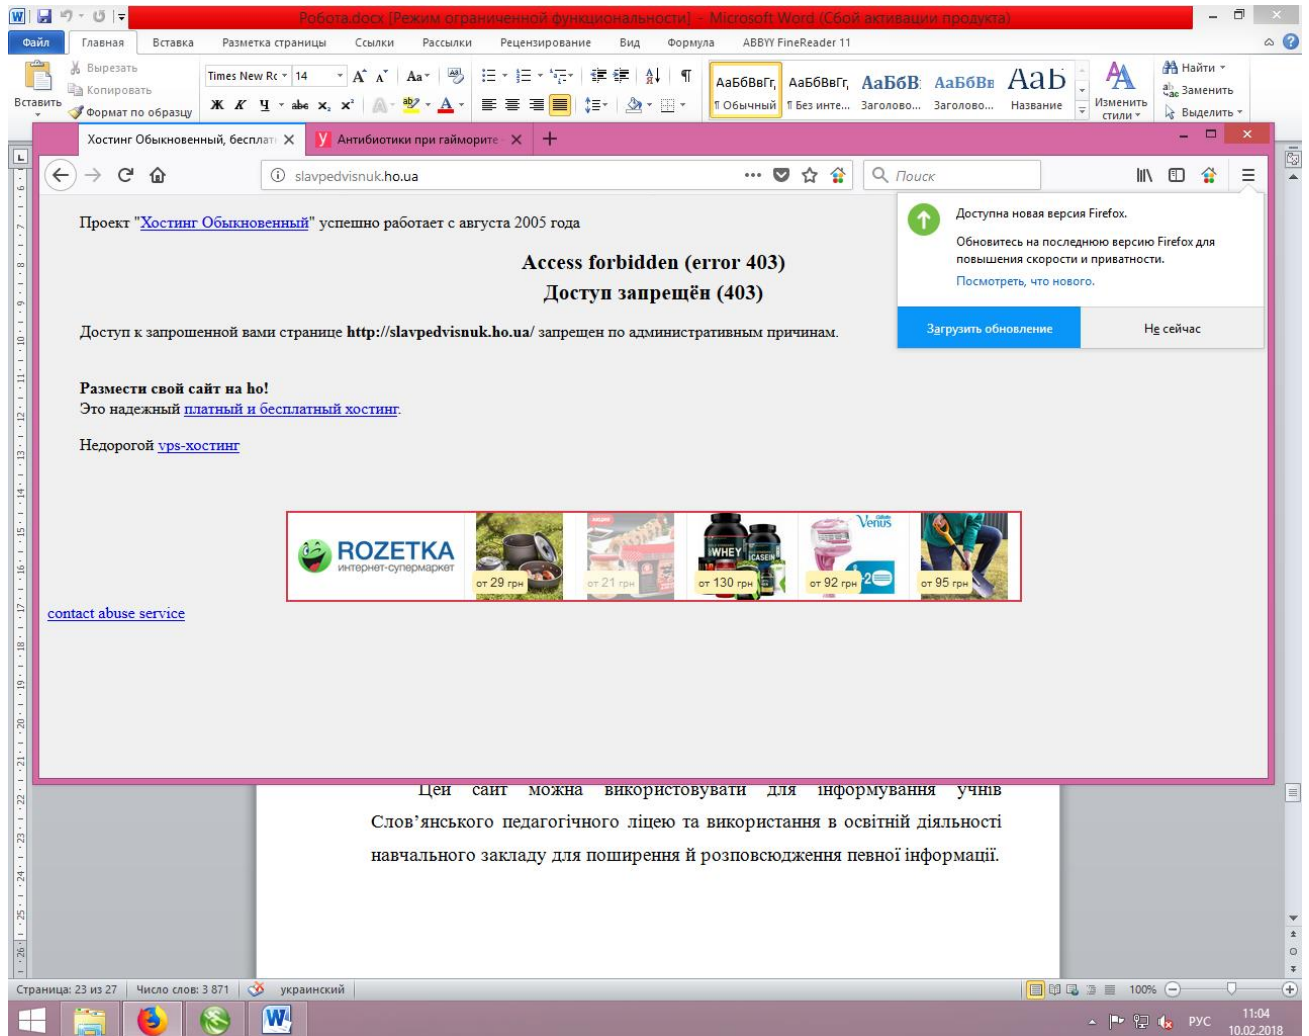 Робота.docx [Режим ограниченной функциональности] - Microsoft Word (Сбой активации продукта)
Файл Главная Вставка Разметка страницы Ссылки Рассылки Рецензирование Вид Формула ABBYY FineReader 11
Вставить
Вырезать
Копировать
Формат по образцу
Times New Rc 14
Ж К Ч abc x₂ x²
Aa
АаБбВвГг, АаБбВвГг, АаБбВ АаБбВв АаЬ
¶ Обычный ¶ Без инте... Заголово... Заголово... Название
Изменить стили
Найти
Заменить
Выделить
Хостинг Обыкновенный, бесплат Антибиотики при гайморите
slavpedvisnuk.ho.ua
Поиск
Проект "Хостинг Обыкновенный" успешно работает с августа 2005 года
Access forbidden (error 403)
Доступ запрещён (403)
Доступ к запрошенной вами странице http://slavpedvisnuk.ho.ua/ запрещен по административным причинам.
Размести свой сайт на ho!
Это надежный платный и бесплатный хостинг.
Недорогой vps-хостинг
Доступна новая версия Firefox.
Обновитесь на последнюю версию Firefox для
повышения скорости и приватности.
Посмотреть, что нового.
Загрузить обновление Не сейчас
ROZETKA
интернет-супермаркет
от 29 грн от 21 грн от 130 грн от 92 грн от 95 грн
WHEY CASEIN
Venus
contact abuse service
Цей сайт можна використовувати для інформування учнів
Слов’янського педагогічного ліцею та використання в освітній діяльності
навчального закладу для поширення й розповсюдження певної інформації.
Страница: 23 из 27 Число слов: 3 871 украинский 100%
РУС 11:04
10.02.2018